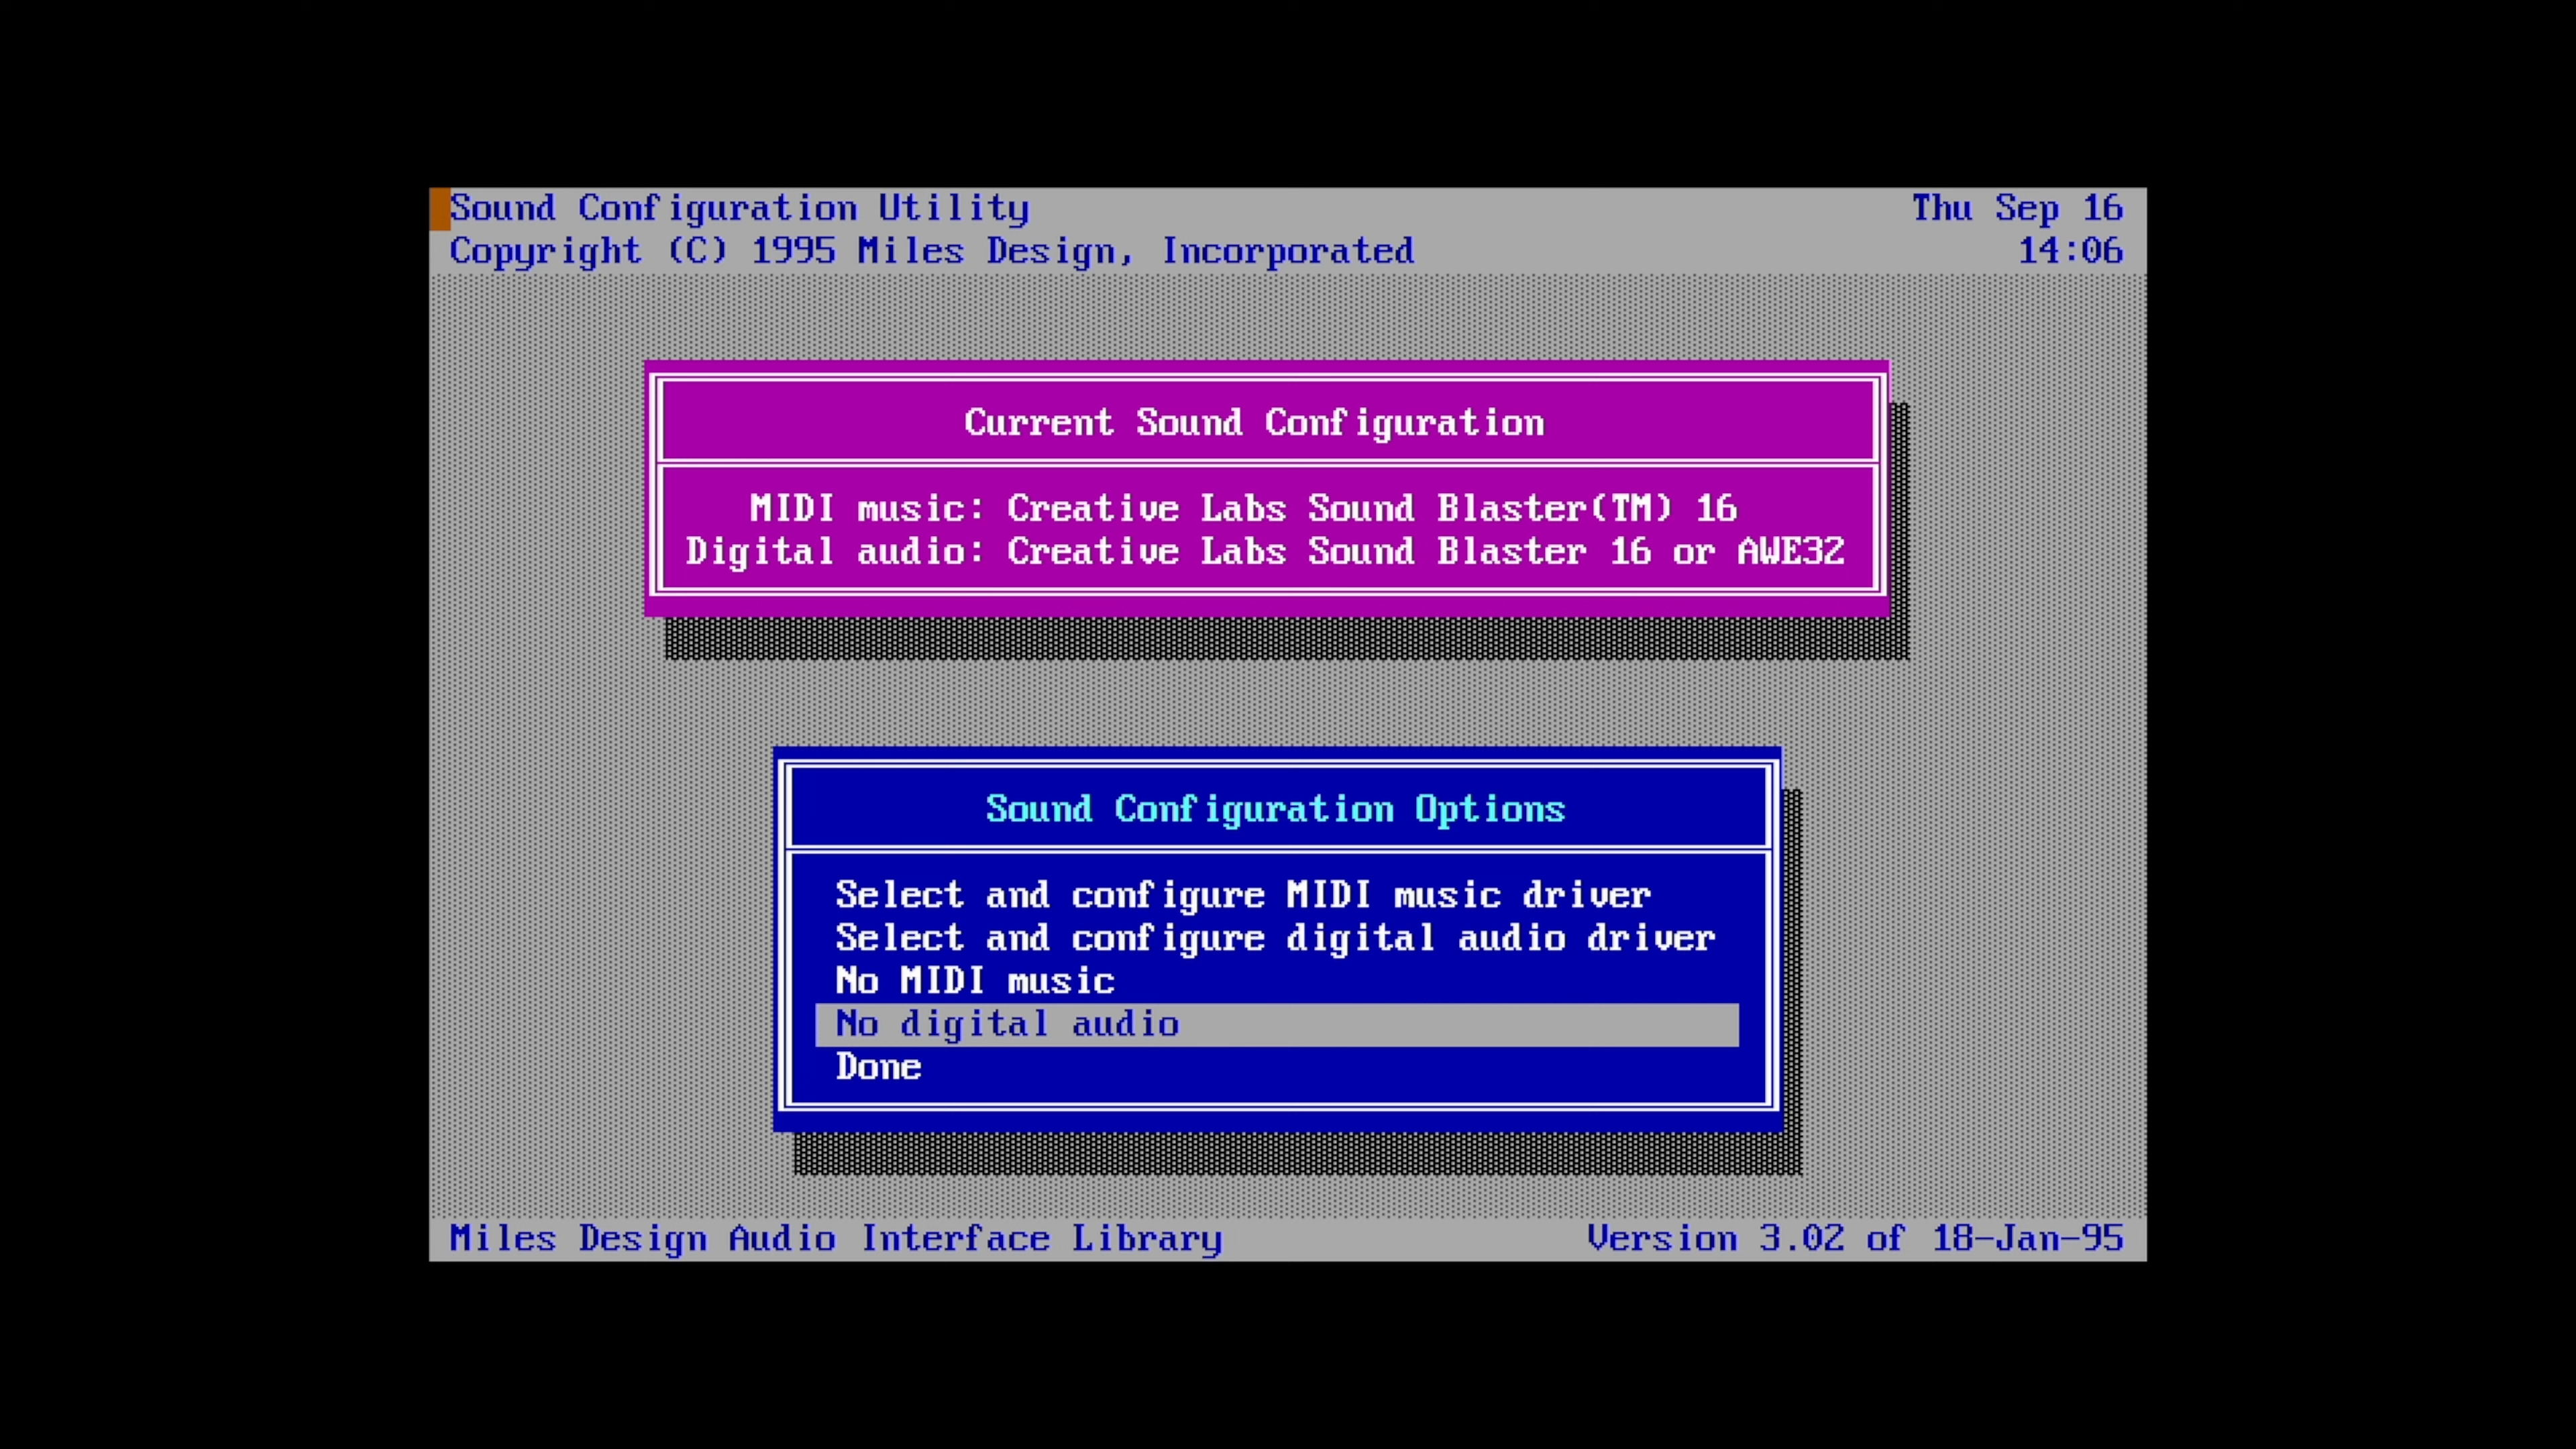 Sound Configuration Utility Thu Sep 16
Copyright (C) 1995 Miles Design, Incorporated 14:06
Current Sound Configuration
MIDI music: Creative Labs Sound Blaster(TM) 16
Digital audio: Creative Labs Sound Blaster 16 or AWE32
Sound Configuration Options
Select and configure MIDI music driver
Select and configure digital audio driver
No MIDI music
No digital audio
Done
Miles Design Audio Interface Library Version 3.02 of 18-Jan-95